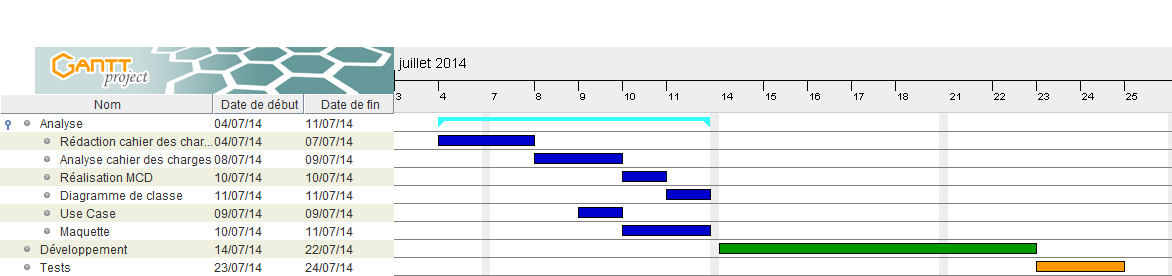 GANTT
project
juillet 2014
3 4 7 8 9 10 11 14 15 16 17 18 21 22 23 24 25
Nom Date de début Date de fin
Analyse 04/07/14 11/07/14
Rédaction cahier des char... 04/07/14 07/07/14
Analyse cahier des charges 08/07/14 09/07/14
Réalisation MCD 10/07/14 10/07/14
Diagramme de classe 11/07/14 11/07/14
Use Case 09/07/14 09/07/14
Maquette 10/07/14 11/07/14
Développement 14/07/14 22/07/14
Tests 23/07/14 24/07/14